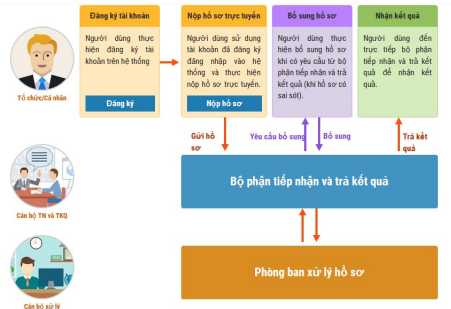 Đăng ký tài khoản
Người dùng thực
hiện đăng ký tài
khoản trên hệ thống
Đăng ký
Nộp hồ sơ trực tuyến
Người dùng sử dụng
tài khoản đã đăng ký
đăng nhập vào hệ
thống và thực hiện
nộp hồ sơ trực tuyến.
Nộp hồ sơ
Bổ sung hồ sơ
Người dùng thực
hiện bổ sung hồ sơ
khi có yêu cầu từ bộ
phận tiếp nhận và trả
kết quả (khi hồ sơ có
sai sót).
Nhận kết quả
Người dùng đến
trực tiếp bộ phận
tiếp nhận và trả kết
quả để nhận kết
quả.
Tổ chức/Cá nhân
Gửi hồ
sơ
Yêu cầu bổ sung
Bổ sung
Trả kết
quả
Bộ phận tiếp nhận và trả kết quả
Cán bộ TN và TKQ
Phòng ban xử lý hồ sơ
Cán bộ xử lý